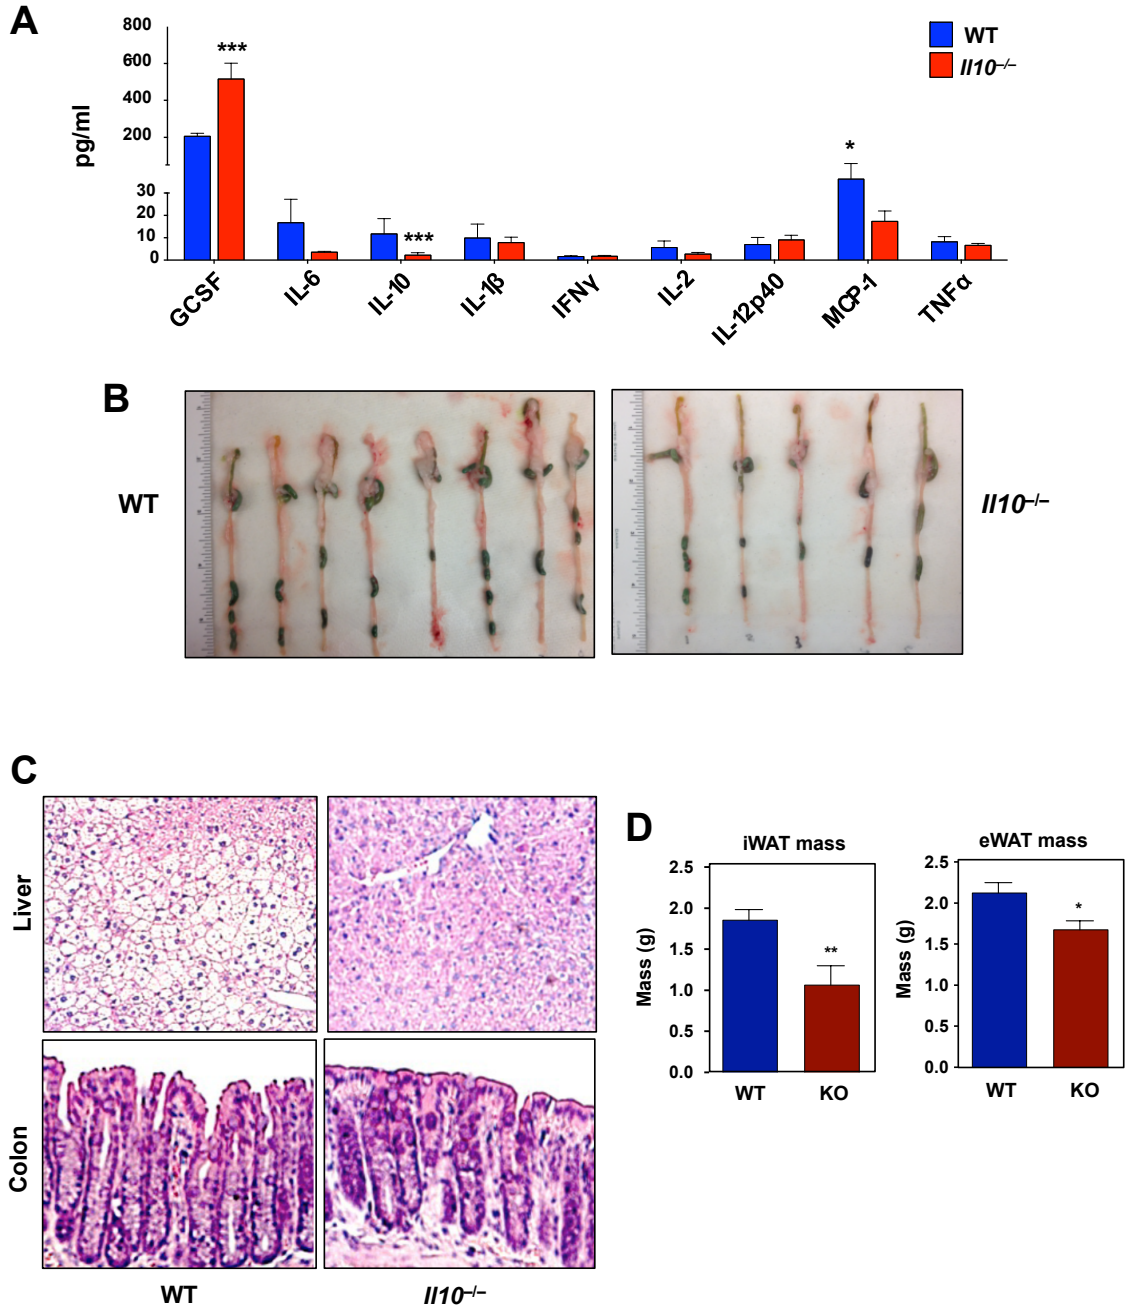 A
800
600
400
200
30
20
10
0
pg/ml
***
***
*
WT
Il10–/–
GCSF
IL-6
IL-10
IL-1β
IFNγ
IL-2
IL-12p40
MCP-1
TNFα
B
WT
Il10–/–
1
2
3
C
Liver
Colon
WT
Il10–/–
D
iWAT mass
2.5
2.0
1.5
1.0
0.5
0.0
Mass (g)
**
WT
KO
eWAT mass
2.5
2.0
1.5
1.0
0.5
0.0
Mass (g)
*
WT
KO